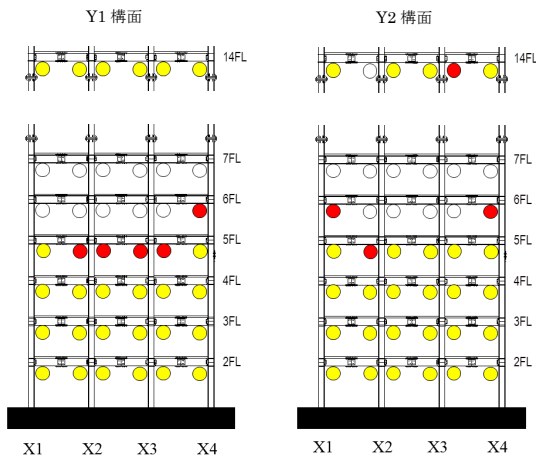 Y1 構面
14FL
7FL
6FL
5FL
4FL
3FL
2FL
X1 X2 X3 X4
Y2 構面
14FL
7FL
6FL
5FL
4FL
3FL
2FL
X1 X2 X3 X4